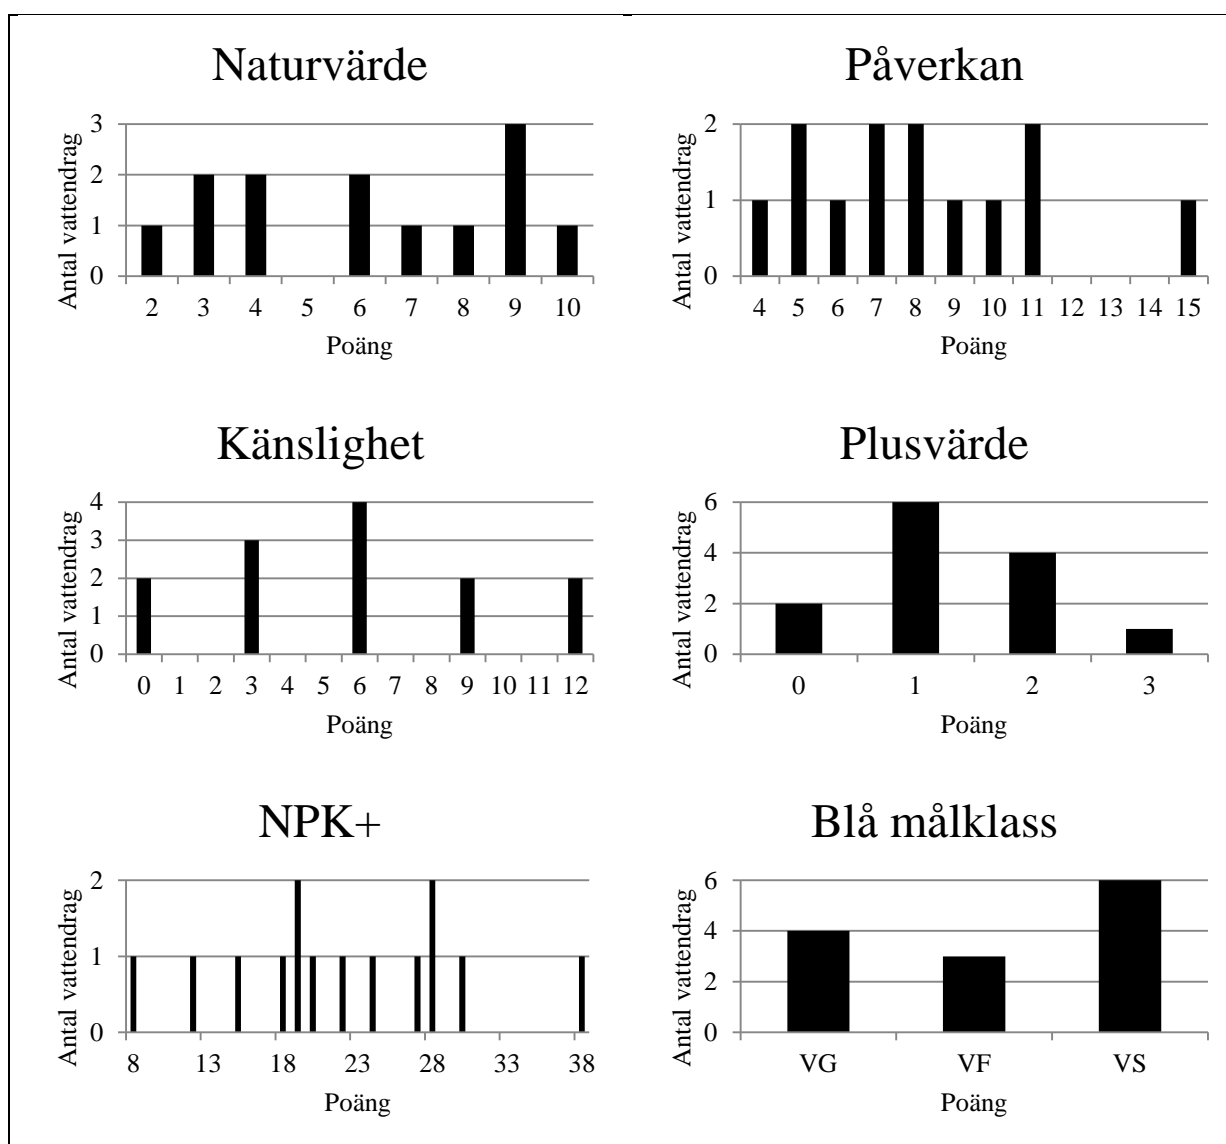 Naturvärde
Antal vattendrag
3
2
1
0
2 3 4 5 6 7 8 9 10
Poäng
Påverkan
Antal vattendrag
2
1
0
4 5 6 7 8 9 10 11 12 13 14 15
Poäng
Känslighet
Antal vattendrag
4
3
2
1
0
0 1 2 3 4 5 6 7 8 9 10 11 12
Poäng
Plusvärde
Antal vattendrag
6
4
2
0
0 1 2 3
Poäng
NPK+
Antal vattendrag
2
1
0
8 13 18 23 28 33 38
Poäng
Blå målklass
Antal vattendrag
6
4
2
0
VG VF VS
Poäng